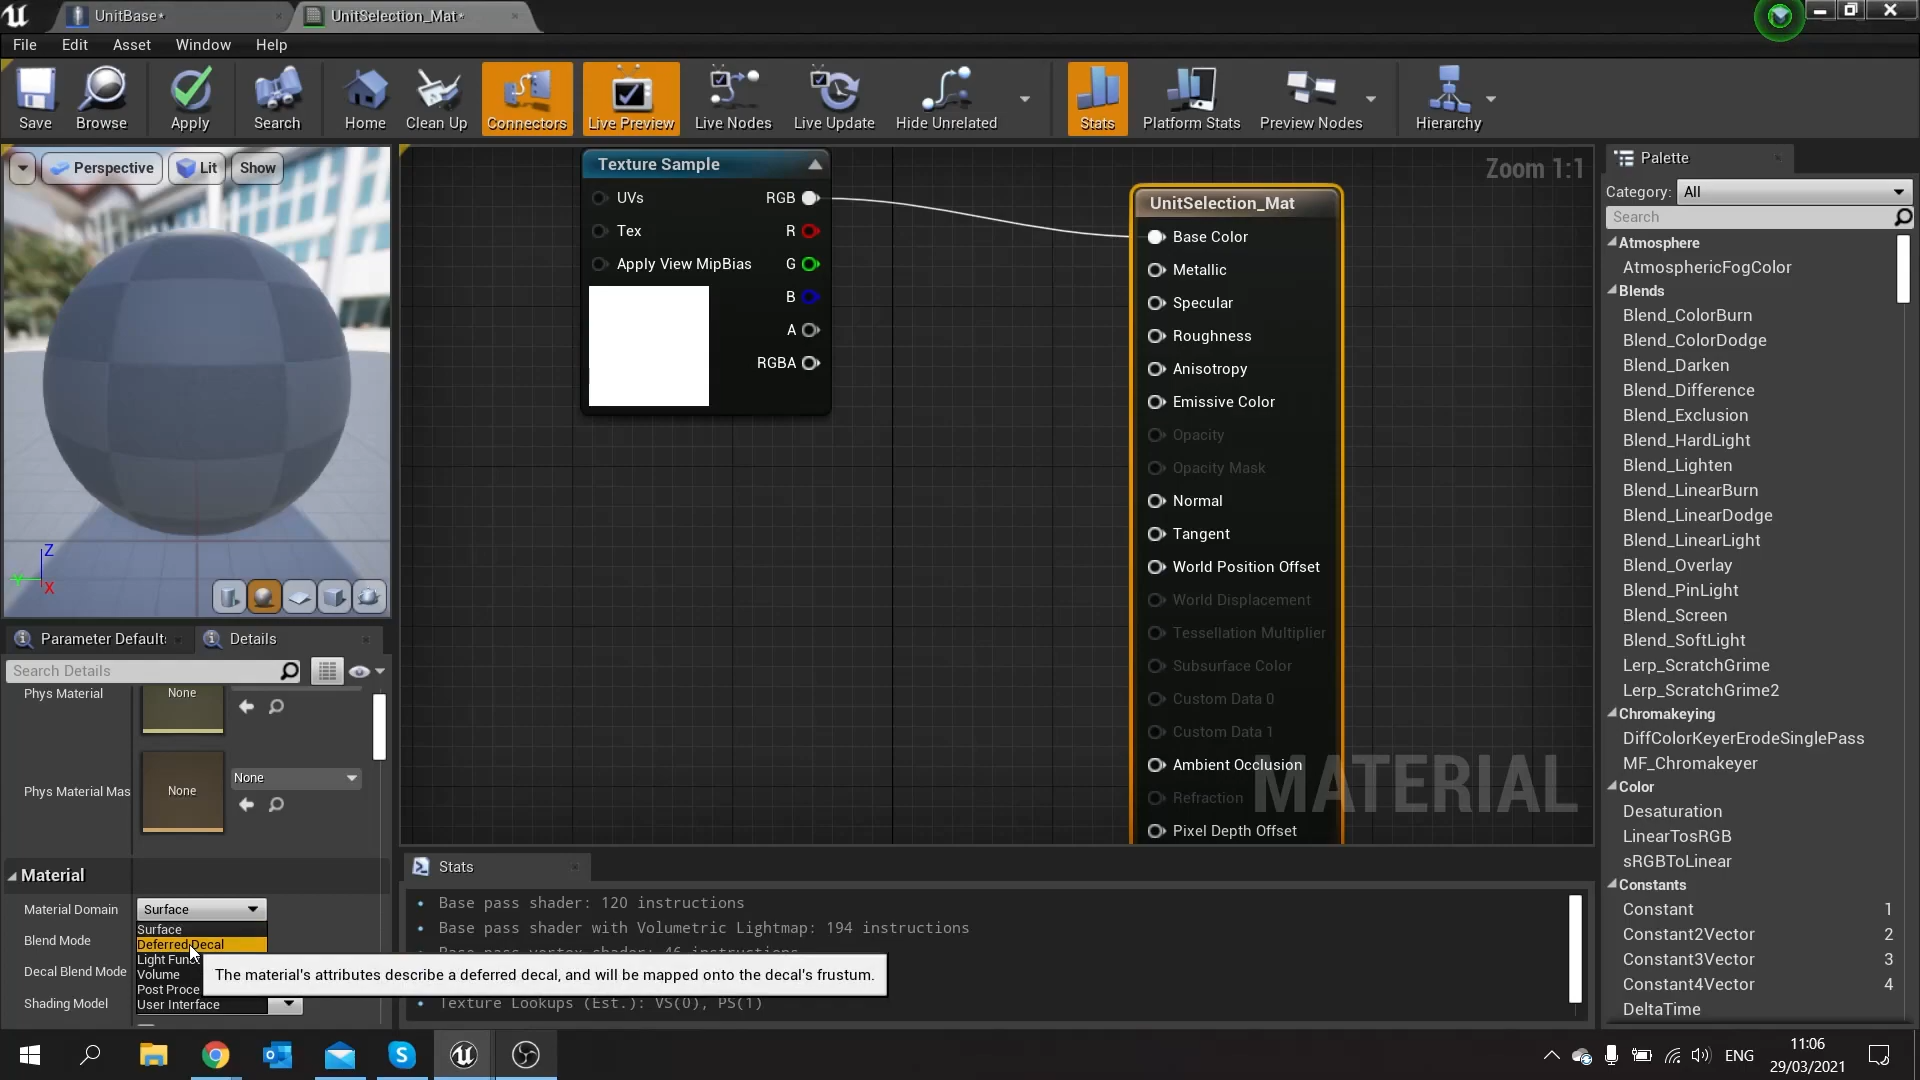 UnitBase*
UnitSelection_Mat*
File Edit Asset Window Help
Save Browse Apply Search Home Clean Up Connectors Live Preview Live Nodes Live Update Hide Unrelated Stats Platform Stats Preview Nodes Hierarchy
Perspective Lit Show
Zoom 1:1
Texture Sample
UVs RGB
Tex R
Apply View MipBias G
B
A
RGBA
UnitSelection_Mat
Base Color
Metallic
Specular
Roughness
Anisotropy
Emissive Color
Opacity
Opacity Mask
Normal
Tangent
World Position Offset
World Displacement
Tessellation Multiplier
Subsurface Color
Custom Data 0
Custom Data 1
Ambient Occlusion
Refraction
Pixel Depth Offset
MATERIAL
Z
Y
X
Parameter Default Details
Search Details
Phys Material None
Phys Material Mas None None
Material
Material Domain Surface
Surface
Blend Mode Deferred Decal
Light Func
Decal Blend Mode Volume
Post Proce
Shading Model User Interface
The material's attributes describe a deferred decal, and will be mapped onto the decal's frustum.
Stats
Base pass shader: 120 instructions
Base pass shader with Volumetric Lightmap: 194 instructions
Base pass vertex shader: 46 instructions
Texture Lookups (Est.): VS(0), PS(1)
Palette
Category: All
Search
Atmosphere
AtmosphericFogColor
Blends
Blend_ColorBurn
Blend_ColorDodge
Blend_Darken
Blend_Difference
Blend_Exclusion
Blend_HardLight
Blend_Lighten
Blend_LinearBurn
Blend_LinearDodge
Blend_LinearLight
Blend_Overlay
Blend_PinLight
Blend_Screen
Blend_SoftLight
Lerp_ScratchGrime
Lerp_ScratchGrime2
Chromakeying
DiffColorKeyerErodeSinglePass
MF_Chromakeyer
Color
Desaturation
LinearTosRGB
sRGBToLinear
Constants
Constant 1
Constant2Vector 2
Constant3Vector 3
Constant4Vector 4
DeltaTime
ENG
11:06
29/03/2021